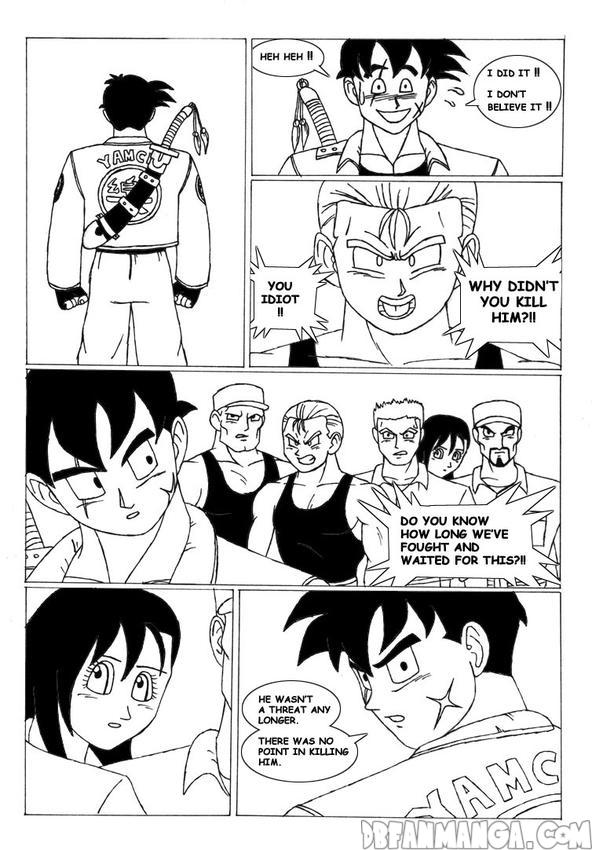 YAMCHU
HEH HEH !!
I DID IT !!
I DON'T
BELIEVE IT !!
YOU
IDIOT
!!
WHY DIDN'T
YOU KILL
HIM?!!
DO YOU KNOW
HOW LONG WE'VE
FOUGHT AND
WAITED FOR THIS?!!
HE WASN'T
A THREAT ANY
LONGER.
THERE WAS NO
POINT IN KILLING
HIM.
YAMC
DBFANMANGA.COM